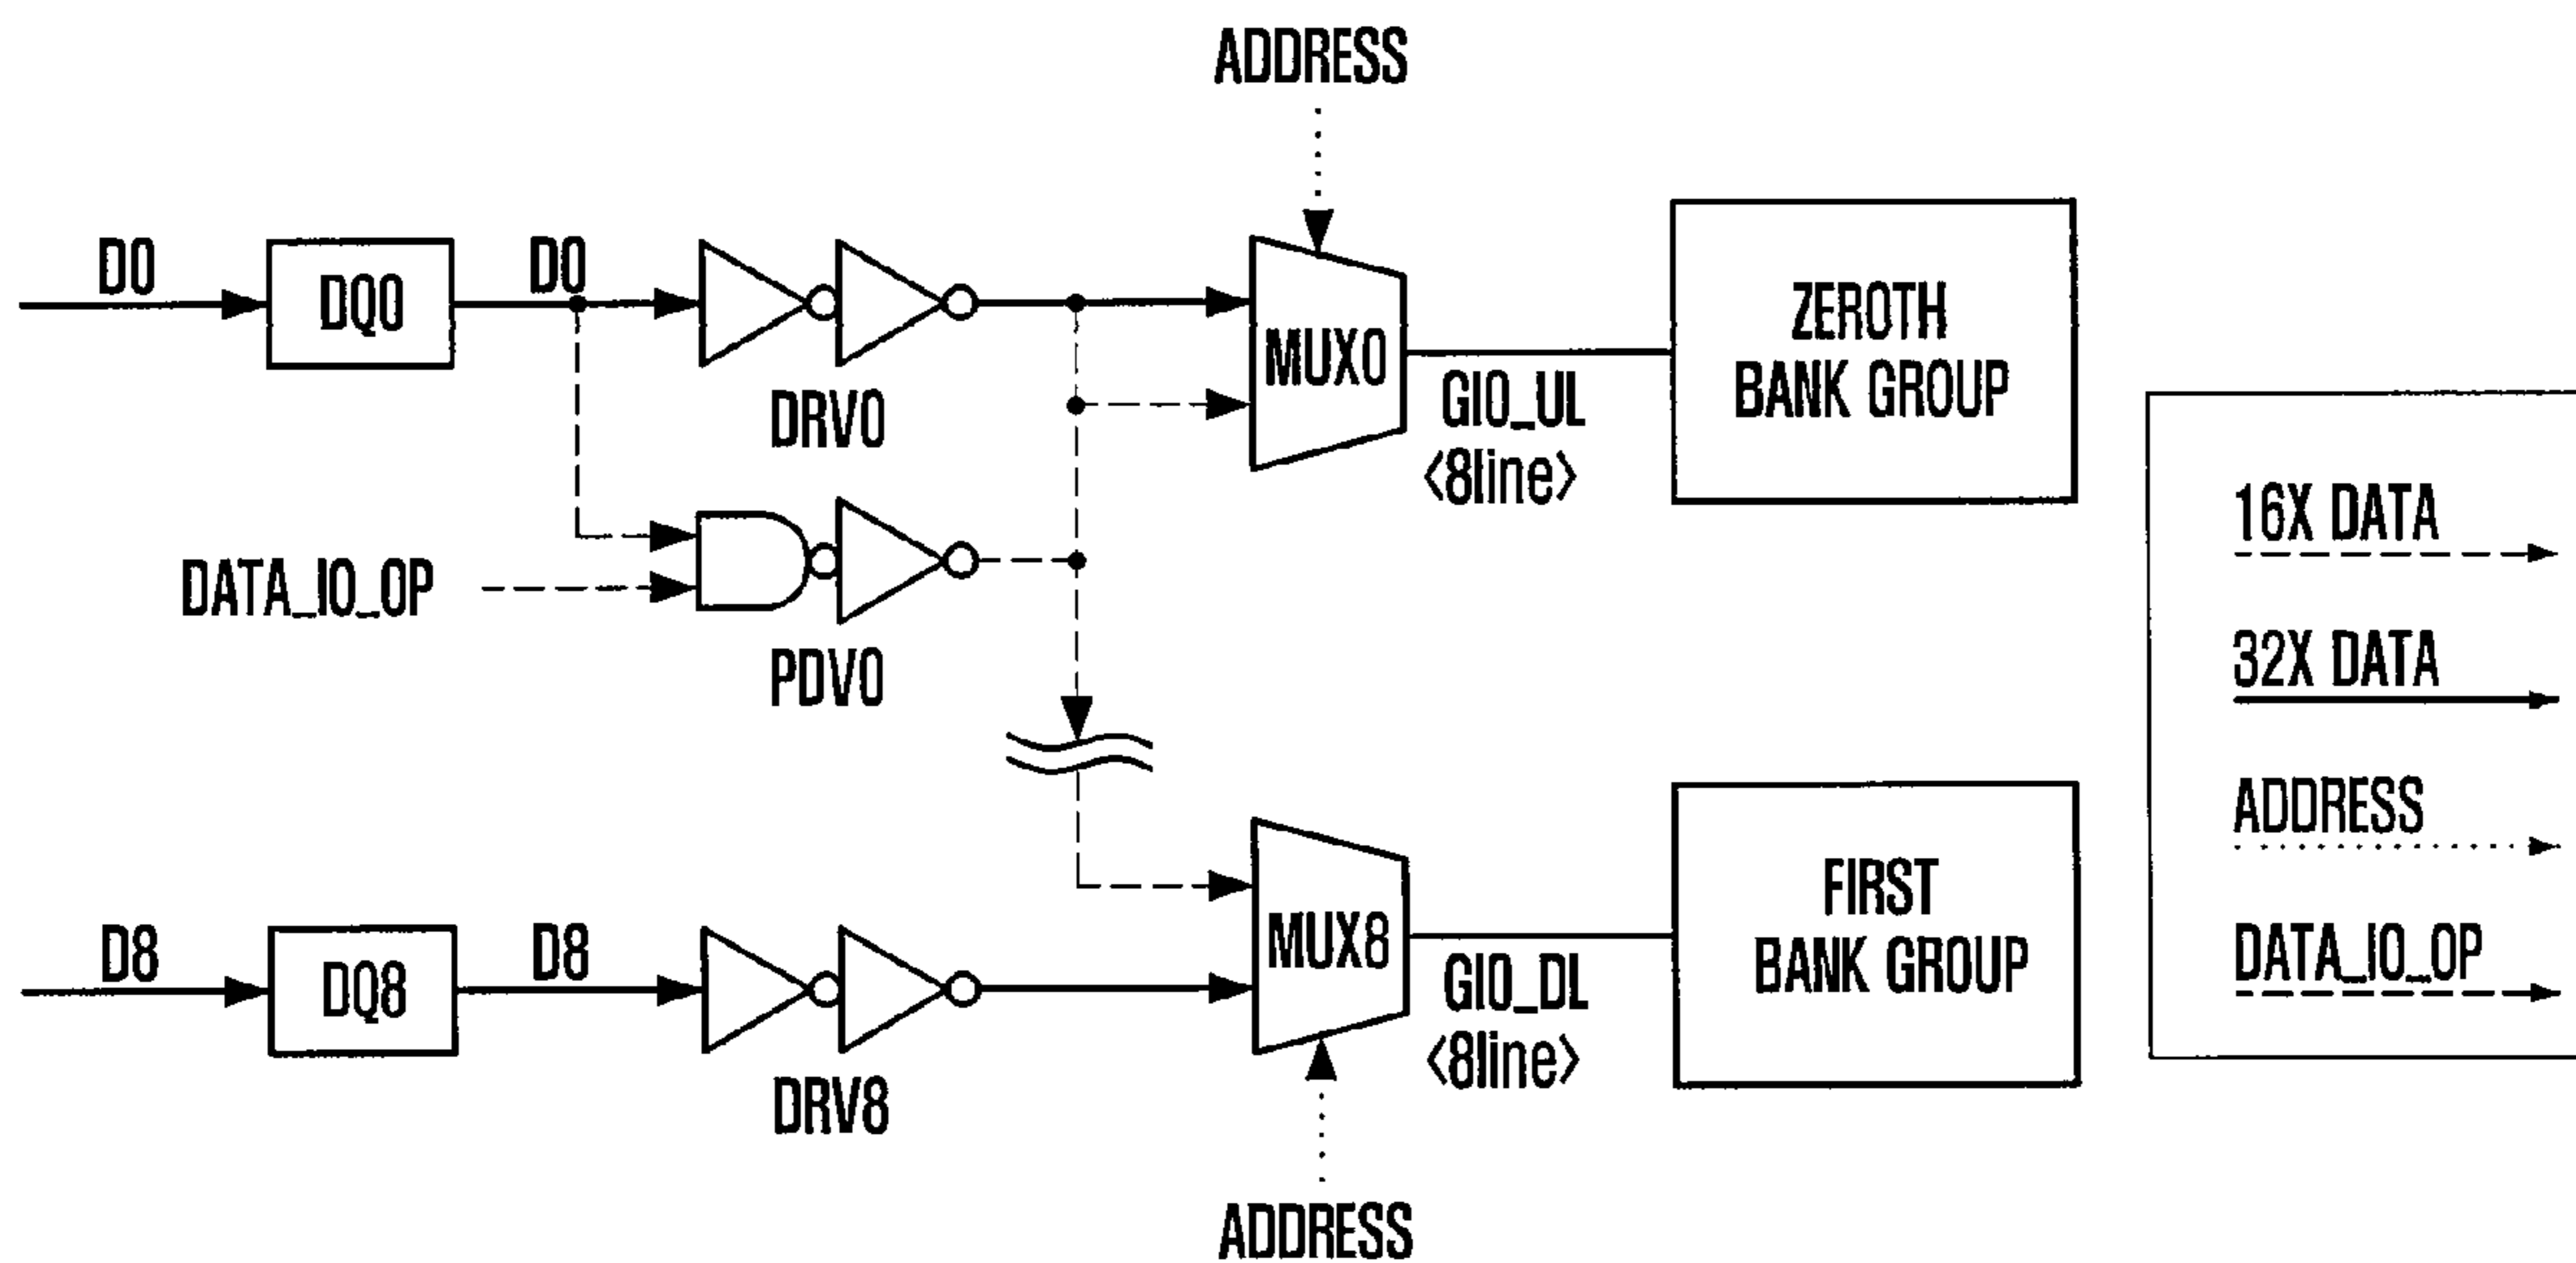 ADDRESS
D0
DQ0
D0
DRV0
MUX0
GIO_UL
<8line>
ZEROTH
BANK GROUP
DATA_IO_OP
PDV0
16X DATA
32X DATA
ADDRESS
DATA_IO_OP
D8
DQ8
D8
DRV8
MUX8
GIO_DL
<8line>
FIRST
BANK GROUP
ADDRESS